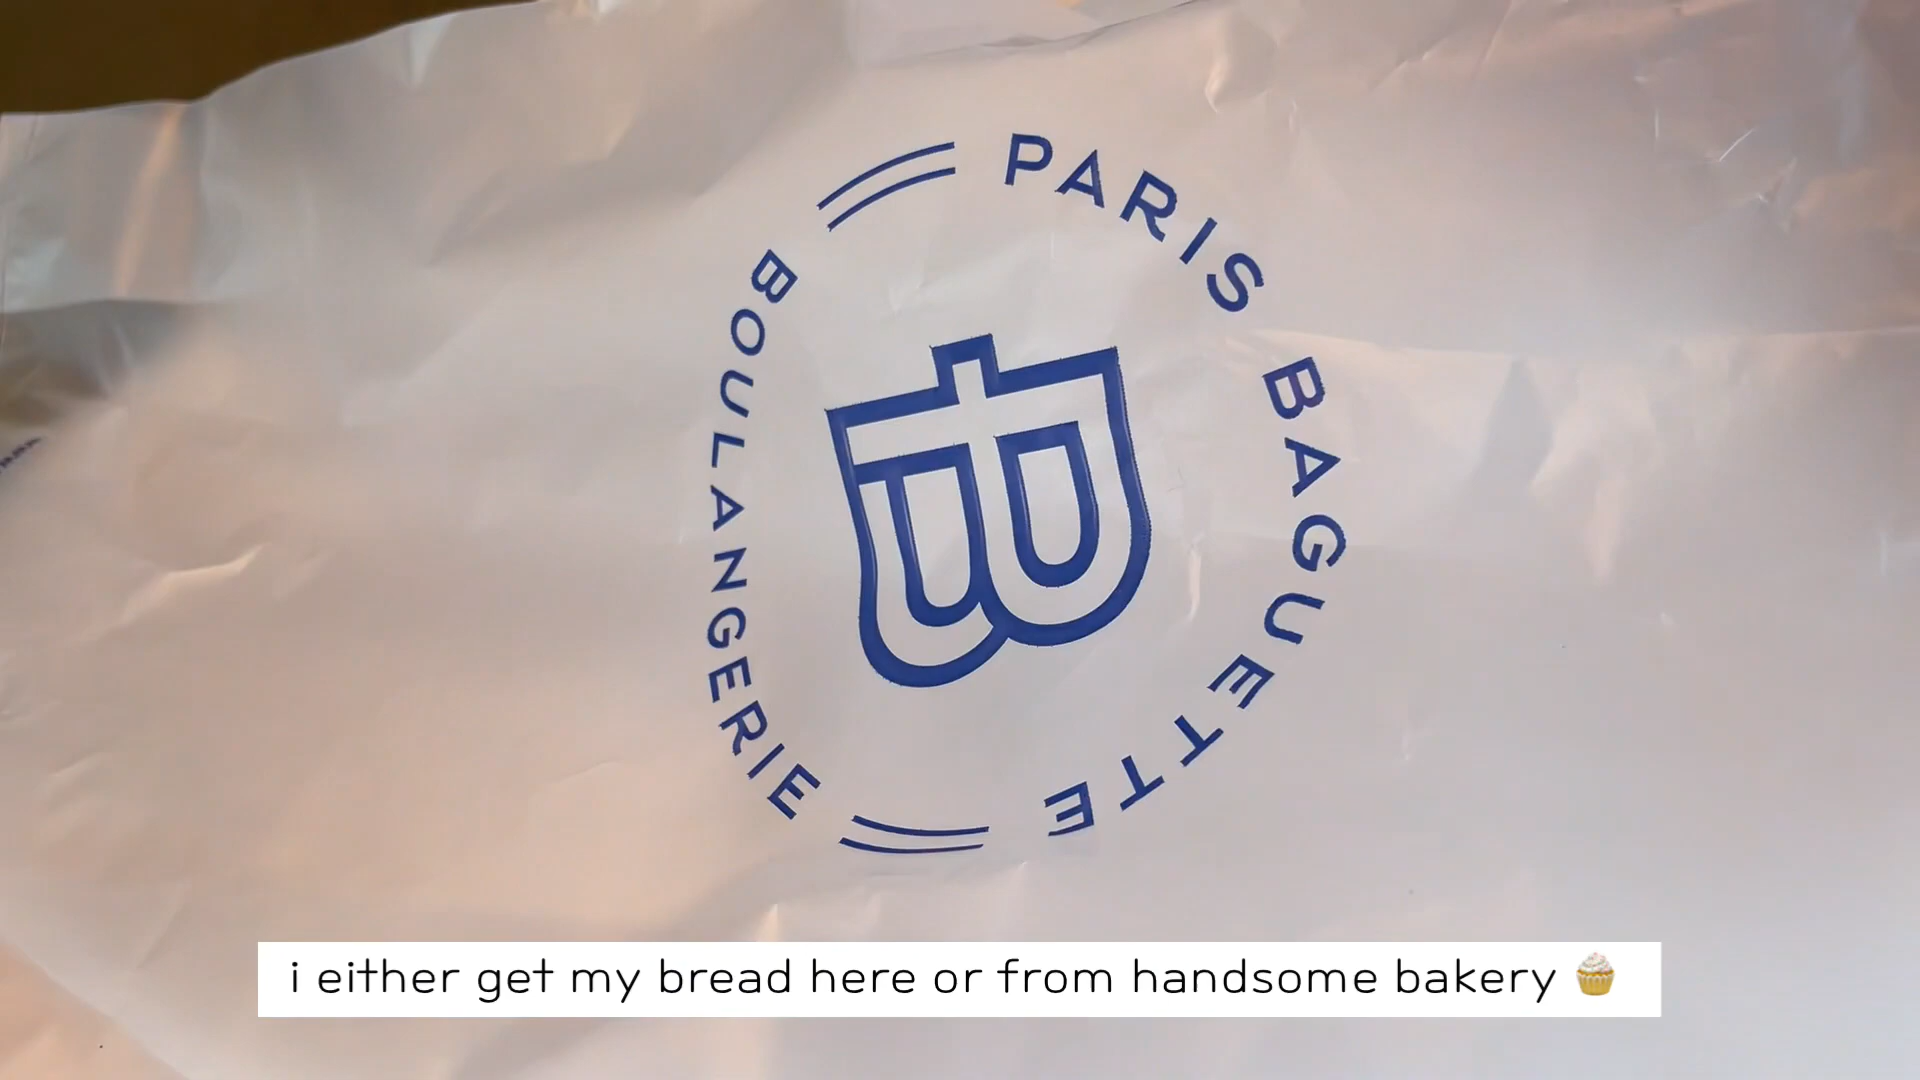 PARIS BAGUETTE
BOULANGERIE
i either get my bread here or from handsome bakery 🧁